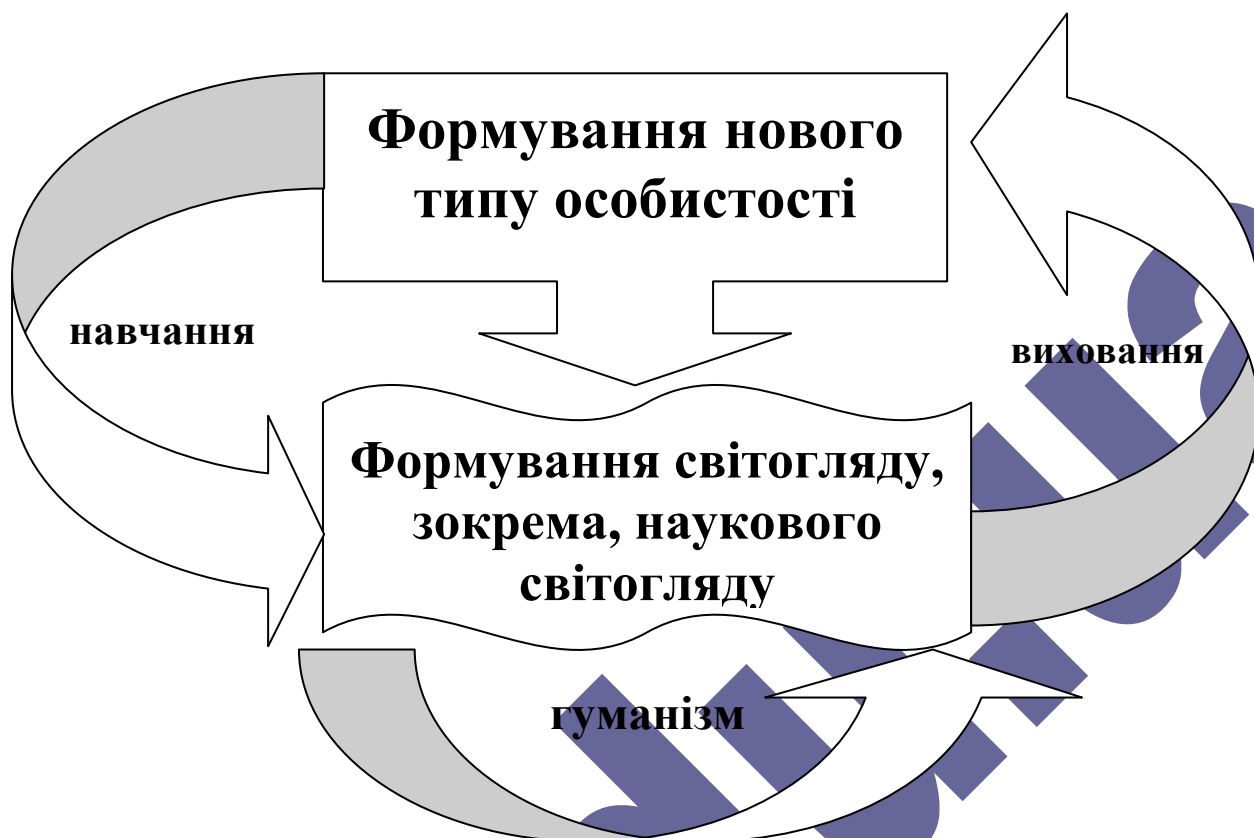 Формування нового
типу особистості
навчання
виховання
Формування світогляду,
зокрема, наукового
світогляду
гуманізм